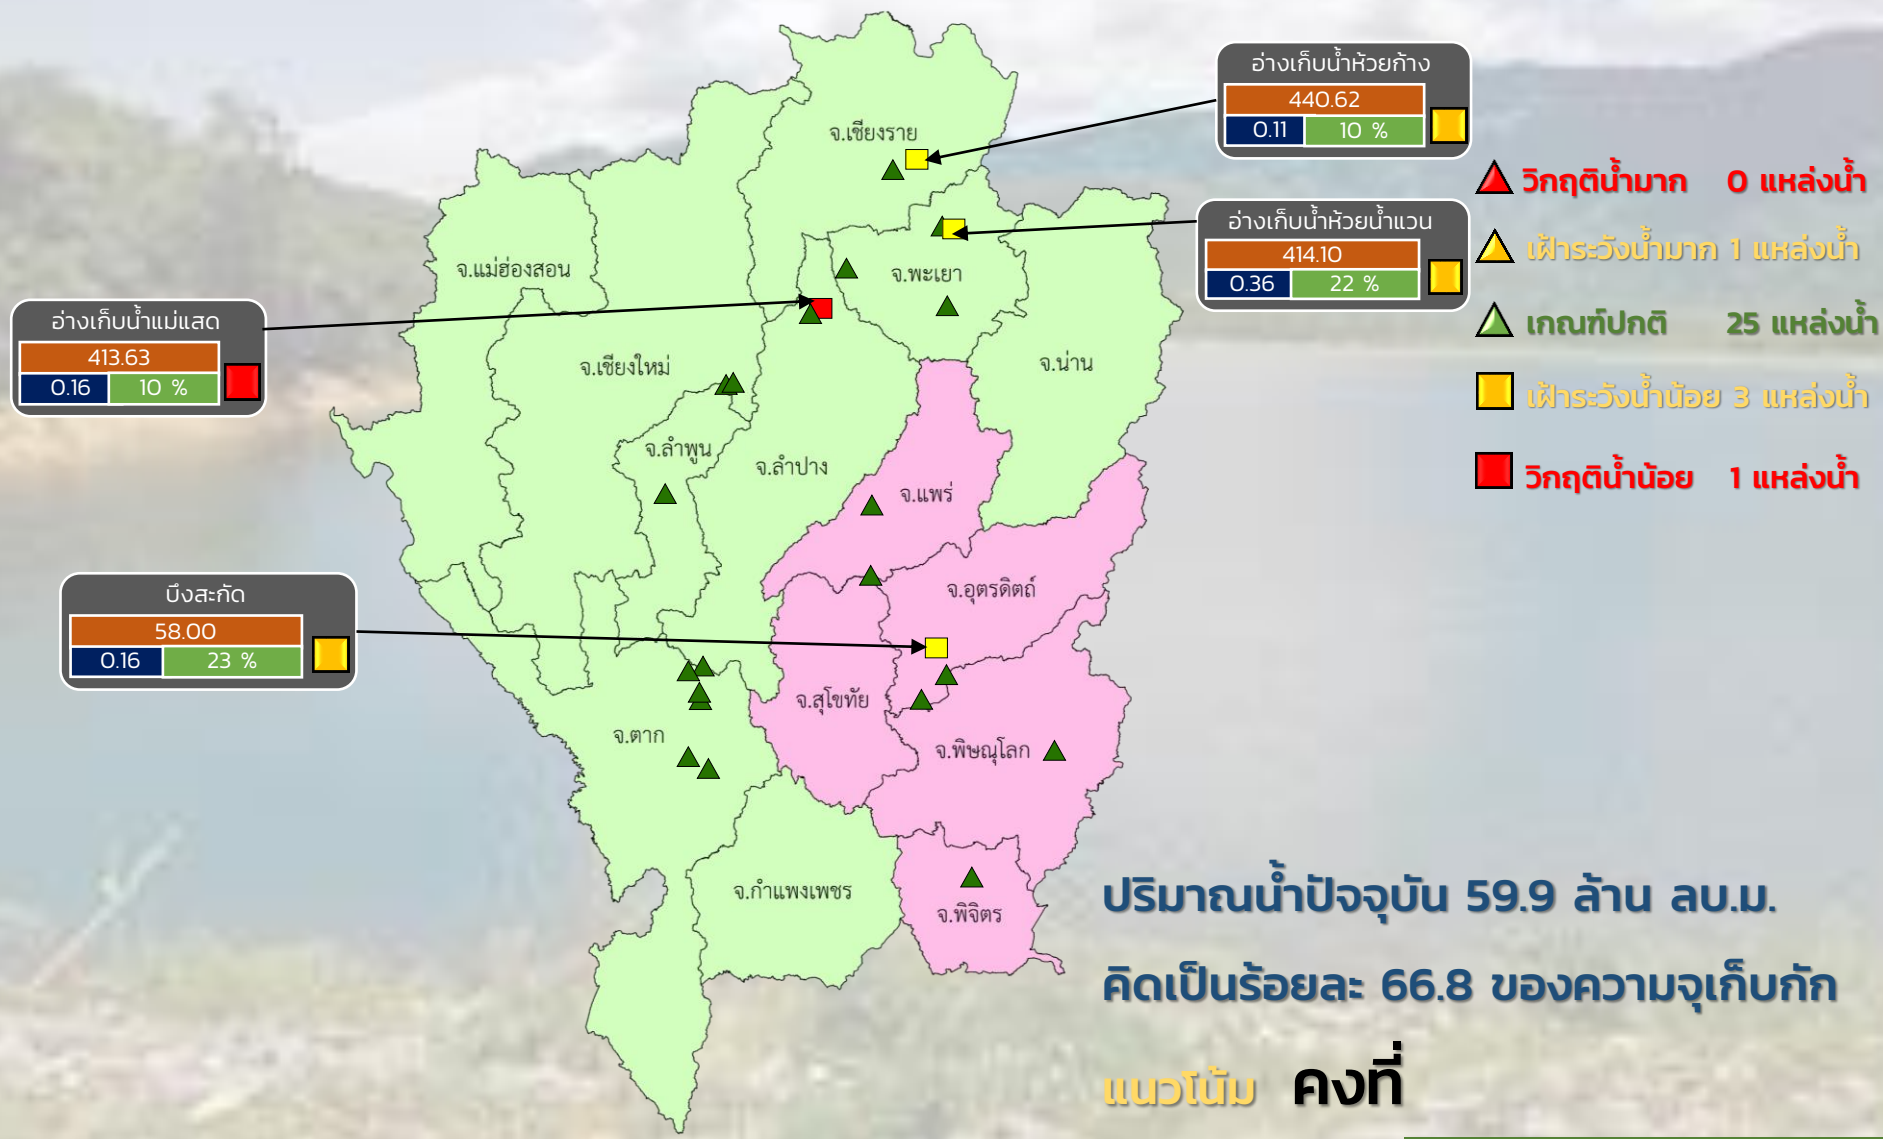 อ่างเก็บน้ำห้วยก้าง
440.62
0.11 10 %
จ.เชียงราย
วิกฤติน้ำมาก 0 แหล่งน้ำ
อ่างเก็บน้ำห้วยน้ำแวน
414.10
0.36 22 %
เฝ้าระวังน้ำมาก 1 แหล่งน้ำ
จ.แม่ฮ่องสอน
จ.พะเยา
อ่างเก็บน้ำแม่แสด
413.63
0.16 10 %
เกณฑ์ปกติ 25 แหล่งน้ำ
จ.เชียงใหม่
จ.น่าน
เฝ้าระวังน้ำน้อย 3 แหล่งน้ำ
จ.ลำพูน
จ.ลำปาง
วิกฤติน้ำน้อย 1 แหล่งน้ำ
จ.แพร่
บึงสะกัด
58.00
0.16 23 %
จ.อุตรดิตถ์
จ.สุโขทัย
จ.ตาก
จ.พิษณุโลก
จ.กำแพงเพชร
จ.พิจิตร
ปริมาณน้ำปัจจุบัน 59.9 ล้าน ลบ.ม.
คิดเป็นร้อยละ 66.8 ของความจุเก็บกัก
แนวโน้ม คงที่